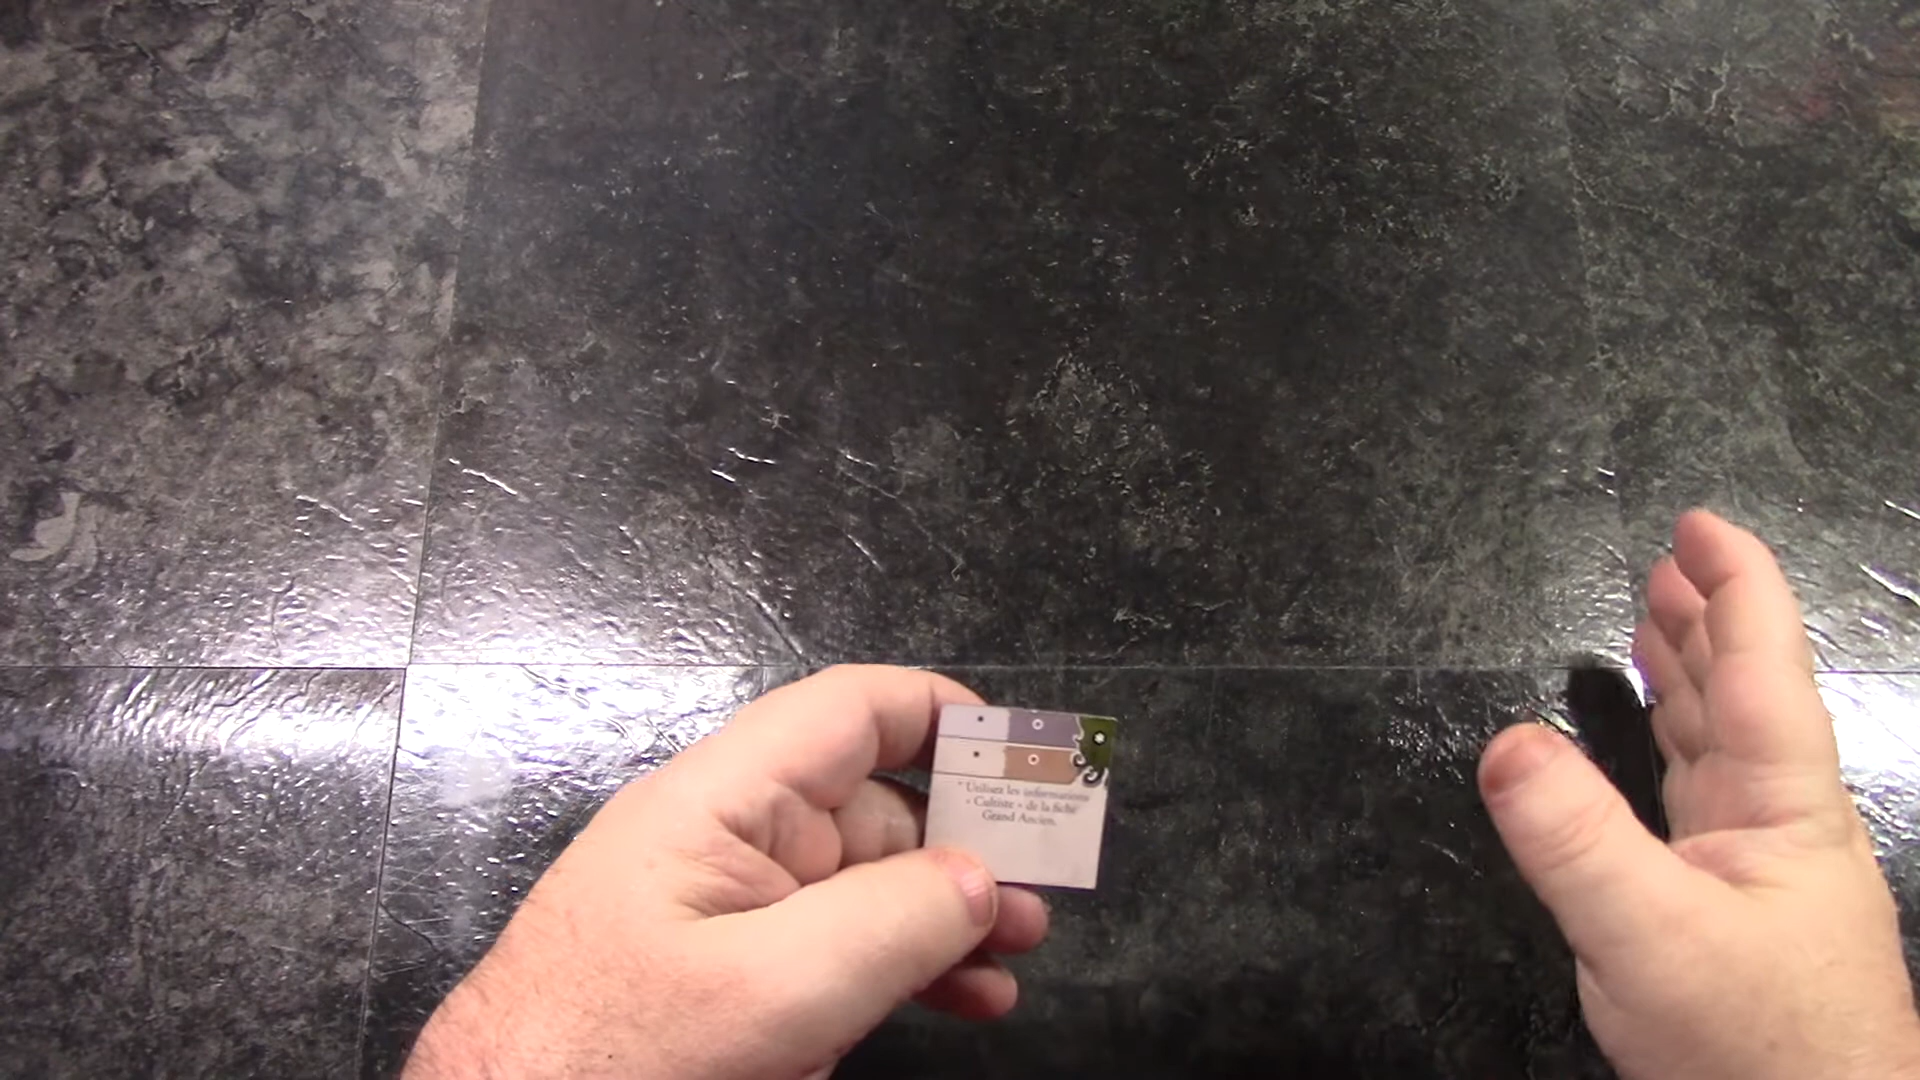 * Utilisez les informations
« Cultiste » de la fiche
Grand Ancien.